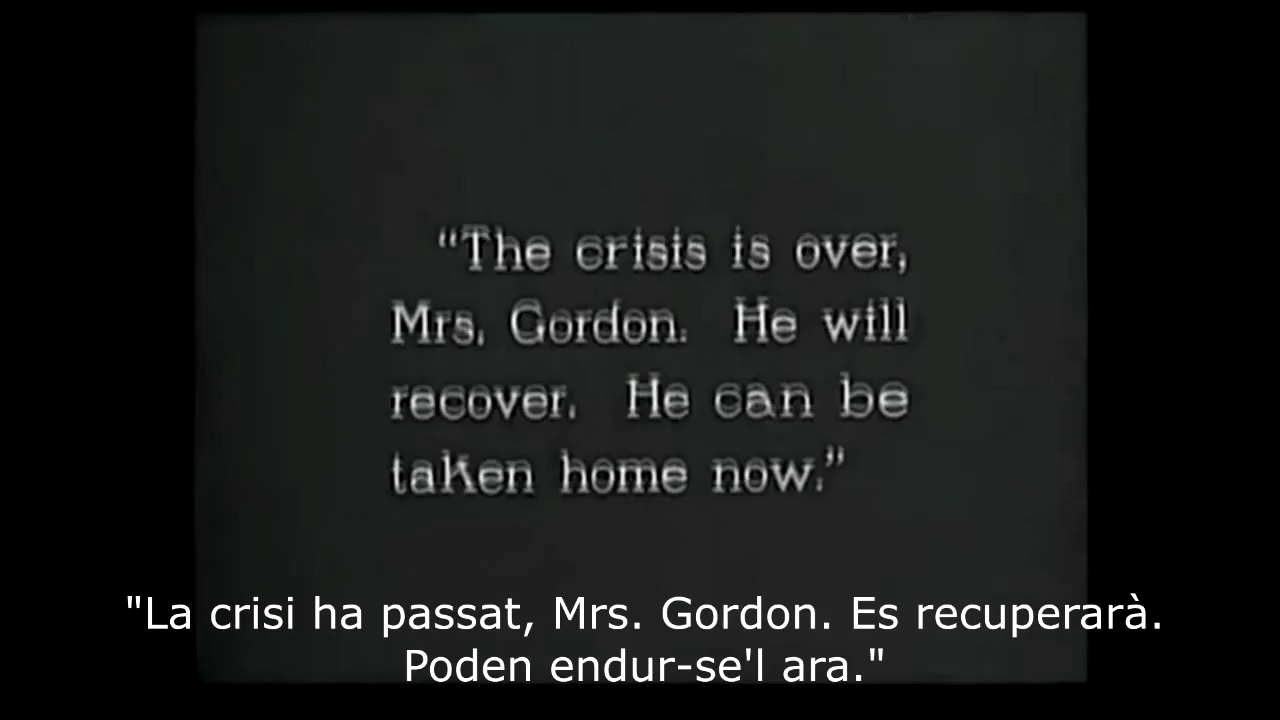 “The crisis is over,
Mrs. Gordon. He will
recover. He can be
taken home now.”
"La crisi ha passat, Mrs. Gordon. Es recuperarà.
Poden endur-se'l ara."